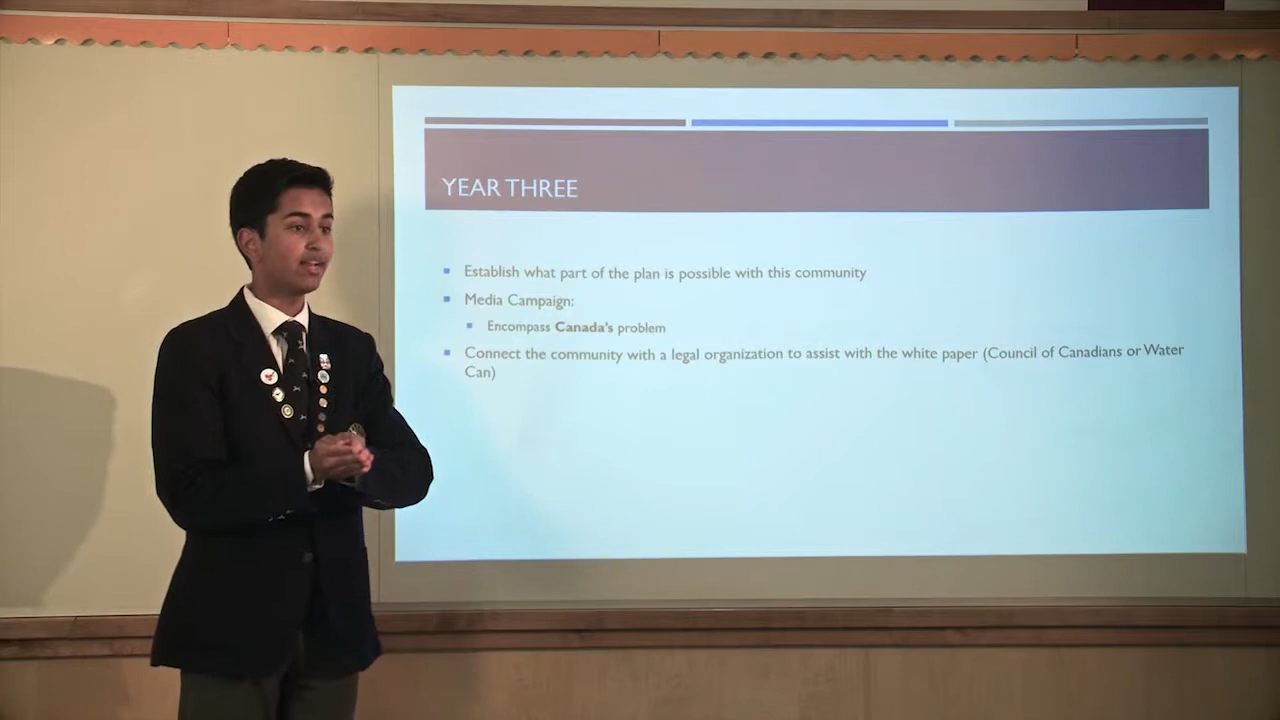 YEAR THREE
Establish what part of the plan is possible with this community
Media Campaign:
Encompass Canada's problem
Connect the community with a legal organization to assist with the white paper (Council of Canadians or Water
Can)